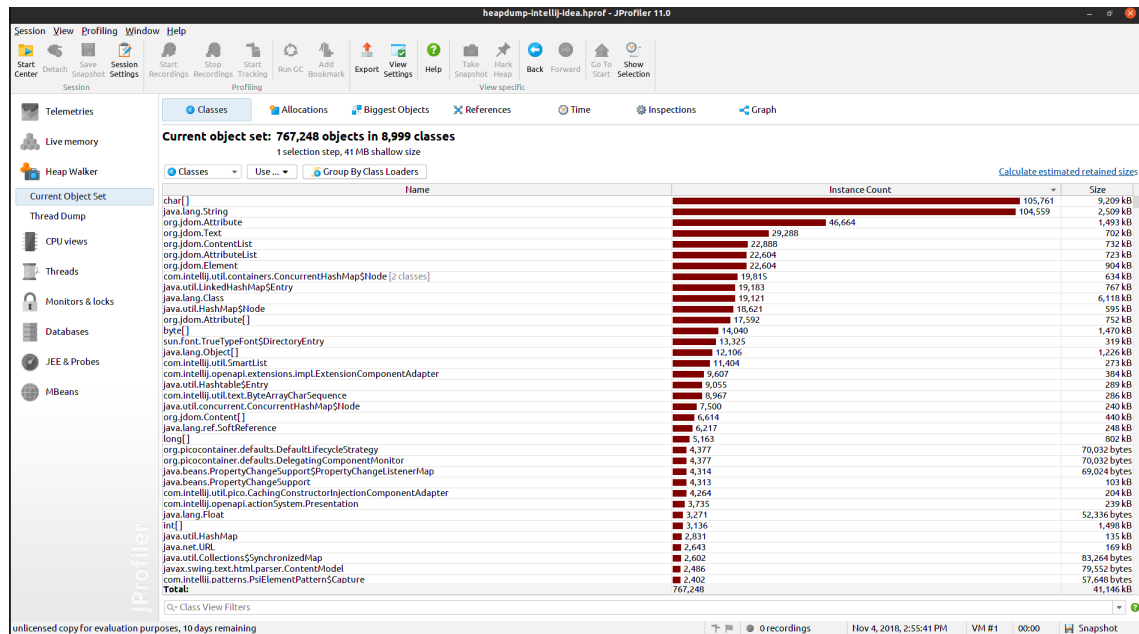 heapdump-intellij-idea.hprof - JProfiler 11.0
Session View Profiling Window Help
Start Center
Detach
Save Snapshot
Session Settings
Start Recordings
Stop Recordings
Start Tracking
Run GC
Add Bookmark
Export
View Settings
Help
Take Snapshot
Mark Heap
Back
Forward
Go To Start
Show Selection
Session
Profiling
View specific
Telemetries
Live memory
Heap Walker
Current Object Set
Thread Dump
CPU views
Threads
Monitors & locks
Databases
JEE & Probes
MBeans
JProfiler
Classes Allocations Biggest Objects References Time Inspections Graph
Current object set: 767,248 objects in 8,999 classes
1 selection step, 41 MB shallow size
Classes Use ... Group By Class Loaders Calculate estimated retained sizes
Name Instance Count Size
char[] 105,761 9,209 kB
java.lang.String 104,559 2,509 kB
org.jdom.Attribute 46,664 1,493 kB
org.jdom.Text 29,288 702 kB
org.jdom.ContentList 22,888 732 kB
org.jdom.AttributeList 22,604 723 kB
org.jdom.Element 22,604 904 kB
com.intellij.util.containers.ConcurrentHashMap$Node [2 classes] 19,815 634 kB
java.util.LinkedHashMap$Entry 19,183 767 kB
java.lang.Class 19,121 6,118 kB
java.util.HashMap$Node 18,621 595 kB
org.jdom.Attribute[] 17,592 752 kB
byte[] 14,040 1,470 kB
sun.font.TrueTypeFont$DirectoryEntry 13,325 319 kB
java.lang.Object[] 12,106 1,226 kB
com.intellij.util.SmartList 11,404 273 kB
com.intellij.openapi.extensions.impl.ExtensionComponentAdapter 9,607 384 kB
java.util.Hashtable$Entry 9,055 289 kB
com.intellij.util.text.ByteArrayCharSequence 8,967 286 kB
java.util.concurrent.ConcurrentHashMap$Node 7,500 240 kB
org.jdom.Content[] 6,614 440 kB
java.lang.ref.SoftReference 6,217 248 kB
long[] 5,163 802 kB
org.picocontainer.defaults.DefaultLifecycleStrategy 4,377 70,032 bytes
org.picocontainer.defaults.DelegatingComponentMonitor 4,377 70,032 bytes
java.beans.PropertyChangeSupport$PropertyChangeListenerMap 4,314 69,024 bytes
java.beans.PropertyChangeSupport 4,313 103 kB
com.intellij.util.pico.CachingConstructorInjectionComponentAdapter 4,264 204 kB
com.intellij.openapi.actionSystem.Presentation 3,735 239 kB
java.lang.Float 3,271 52,336 bytes
int[] 3,136 1,498 kB
java.util.HashMap 2,831 135 kB
java.net.URL 2,643 169 kB
java.util.Collections$SynchronizedMap 2,602 83,264 bytes
javax.swing.text.html.parser.ContentModel 2,486 79,552 bytes
com.intellij.patterns.PsiElementPattern$Capture 2,402 57,648 bytes
Total: 767,248 41,146 kB
Class View Filters
unlicensed copy for evaluation purposes, 10 days remaining 0 recordings Nov 4, 2018, 2:55:41 PM VM #1 00:00 Snapshot